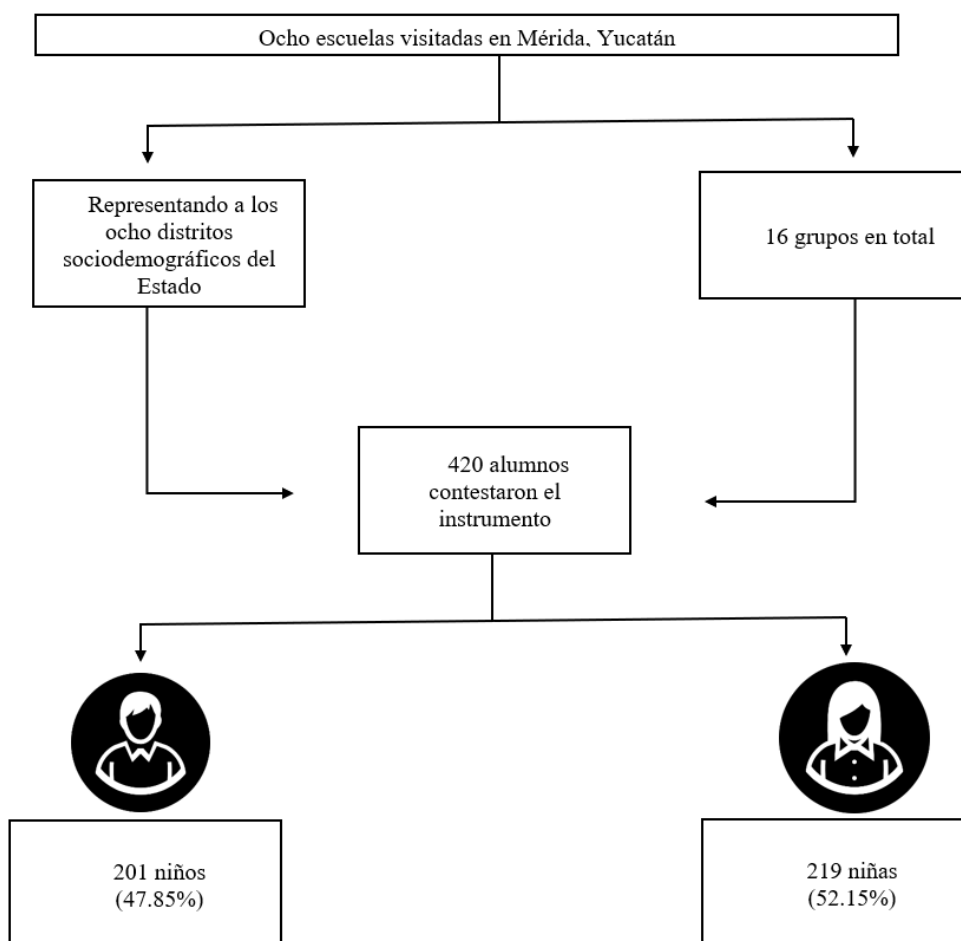 Ocho escuelas visitadas en Mérida, Yucatán
Representando a los
ocho distritos
sociodemográficos del
Estado
16 grupos en total
420 alumnos
contestaron el
instrumento
201 niños
(47.85%)
219 niñas
(52.15%)